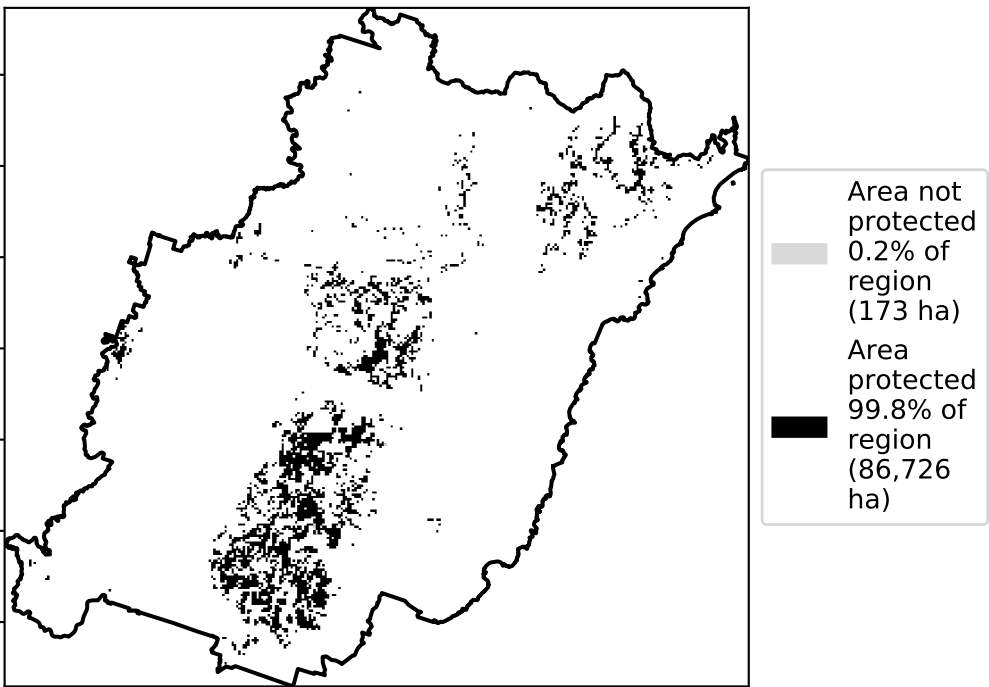 Area not
protected
0.2% of
region
(173 ha)
Area
protected
99.8% of
region
(86,726
ha)